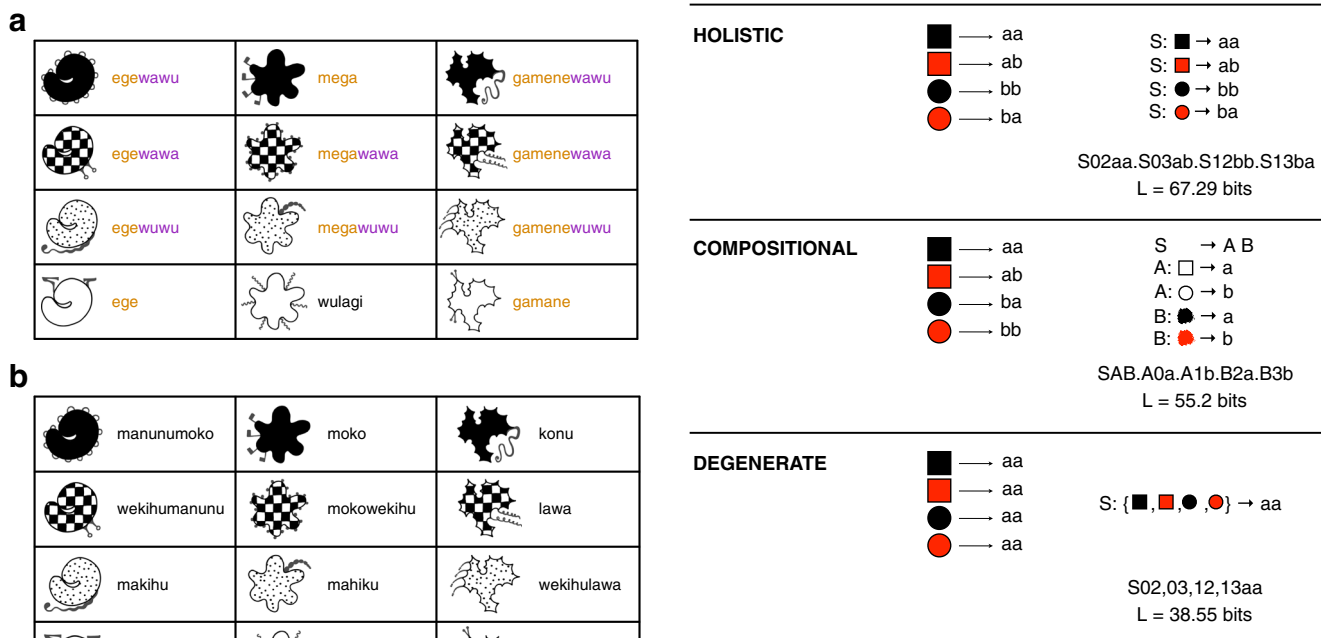 a
egewawu
mega
gamenewawu
egewawa
megawawa
gamenewawa
egewuwu
megawuwu
gamenewuwu
ege
wulagi
gamane
b
manunumoko
moko
konu
wekihumanunu
mokowekihu
lawa
makihu
mahiku
wekihulawa
HOLISTIC
→ aa
→ ab
→ bb
→ ba
S: → aa
S: → ab
S: → bb
S: → ba
S02aa.S03ab.S12bb.S13ba
L = 67.29 bits
COMPOSITIONAL
→ aa
→ ab
→ ba
→ bb
S → A B
A: → a
A: → b
B: → a
B: → b
SAB.A0a.A1b.B2a.B3b
L = 55.2 bits
DEGENERATE
→ aa
→ aa
→ aa
→ aa
S: { , , , } → aa
S02,03,12,13aa
L = 38.55 bits